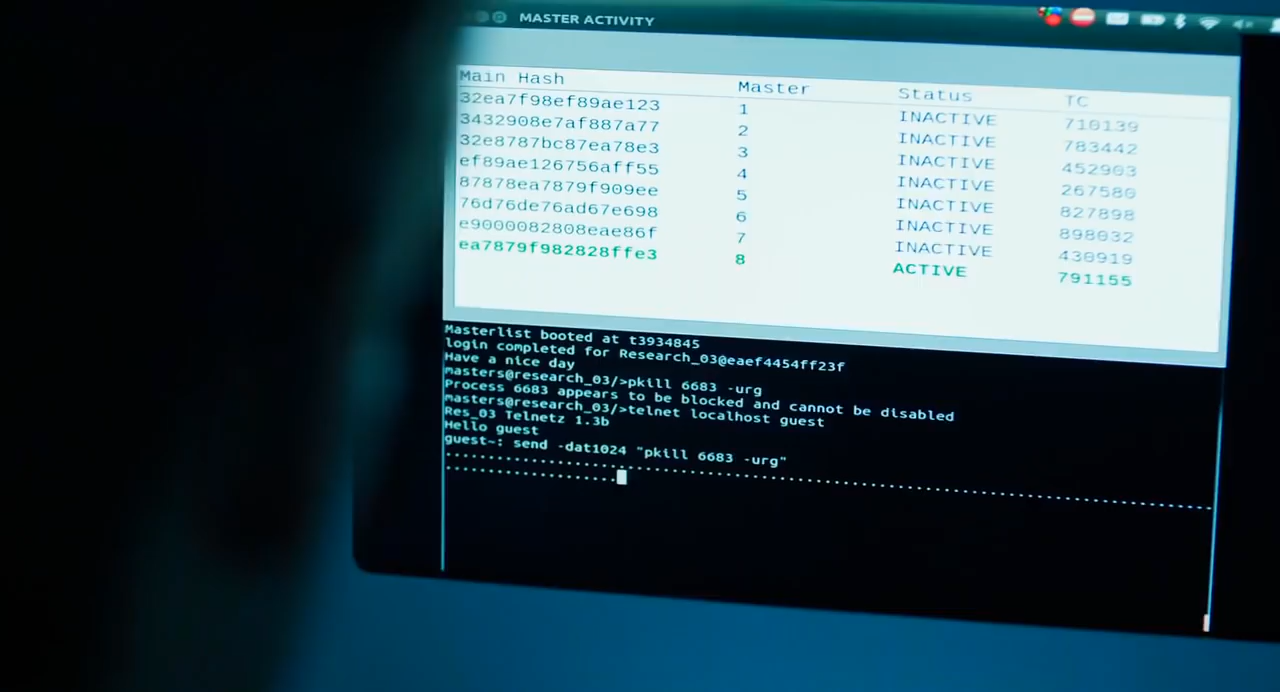 MASTER ACTIVITY
Main Hash Master Status TC
32ea7f98ef89ae123 1 INACTIVE 710139
3432908e7af887a77 2 INACTIVE 783442
32e8787bc87ea78e3 3 INACTIVE 452903
ef89ae126756aff55 4 INACTIVE 267580
87878ea7879f909ee 5 INACTIVE 827898
76d76de76ad67e698 6 INACTIVE 898032
e9000082808eae86f 7 INACTIVE 430919
ea7879f982828ffe3 8 ACTIVE 791155
Masterlist booted at t3934845
login completed for Research_03@eaef4454ff23f
Have a nice day
masters@research_03/>pkill 6683 -urg
Process 6683 appears to be blocked and cannot be disabled
masters@research_03/>telnet localhost guest
Res_03 Telnetz 1.3b
Hello guest
guest~: send -dat1024 "pkill 6683 -urg"